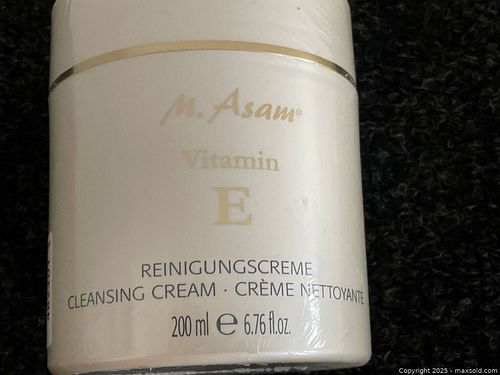 M. Asam®
Vitamin
E
REINIGUNGSCREME
CLEANSING CREAM · CRÈME NETTOYANTE
200 ml ℮ 6.76 fl.oz.
Copyright 2025 - maxsold.com